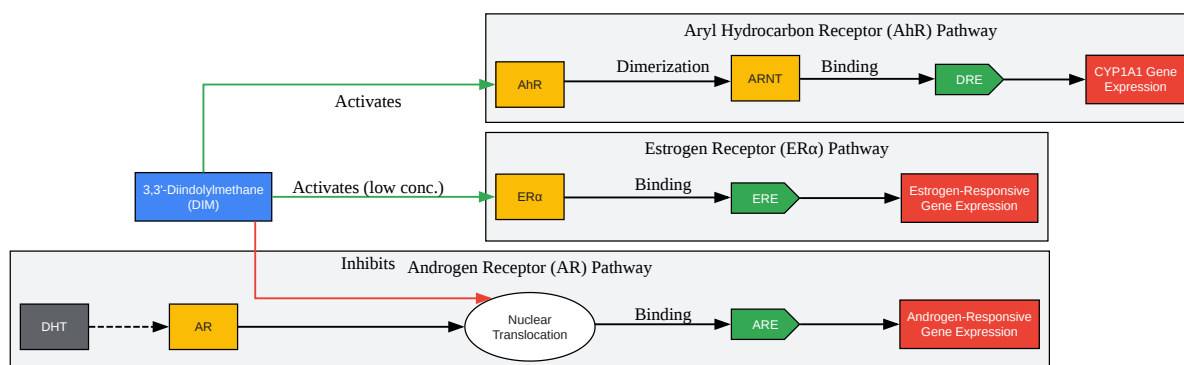 Aryl Hydrocarbon Receptor (AhR) Pathway
Activates
AhR
Dimerization
ARNT
Binding
DRE
CYP1A1 Gene
Expression
Estrogen Receptor (ERα) Pathway
3,3'-Diindolylmethane
(DIM)
Activates (low conc.)
ERα
Binding
ERE
Estrogen-Responsive
Gene Expression
Inhibits
Androgen Receptor (AR) Pathway
DHT
AR
Nuclear
Translocation
Binding
ARE
Androgen-Responsive
Gene Expression